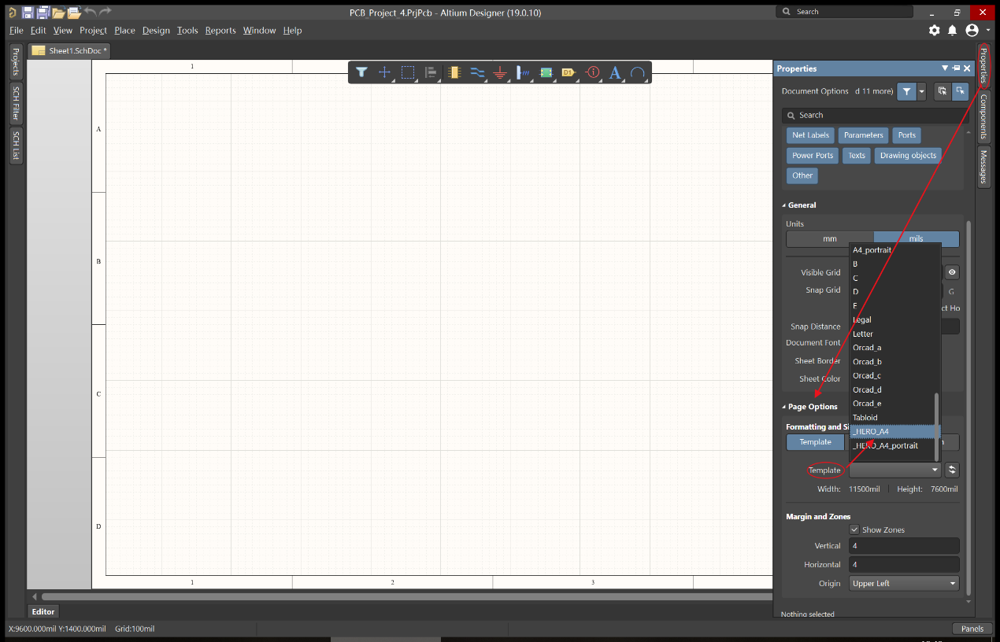 PCB_Project_4.PrjPcb - Altium Designer (19.0.10)
Search
File Edit View Project Place Design Tools Reports Window Help
Projects
SCH Filter
SCH List
Sheet1.SchDoc *
1
A
B
C
D
1 2 3
D1
A
Properties
Document Options d 11 more)
Search
Net Labels Parameters Ports
Power Ports Texts Drawing objects
Other
General
Units
mm mils
Visible Grid
Snap Grid G
ct Ho
Snap Distance
Document Font
Sheet Border
Sheet Color
A4_portrait
B
C
D
E
Legal
Letter
Orcad_a
Orcad_b
Orcad_c
Orcad_d
Orcad_e
Tabloid
_HERO_A4
_HERO_A4_portrait
Page Options
Formatting and Si
Template
Template
Width: 11500mil Height: 7600mil
Margin and Zones
Show Zones
Vertical 4
Horizontal 4
Origin Upper Left
Nothing selected
Properties
Components
Messages
Editor
X:9600.000mil Y:1400.000mil Grid:100mil
Panels